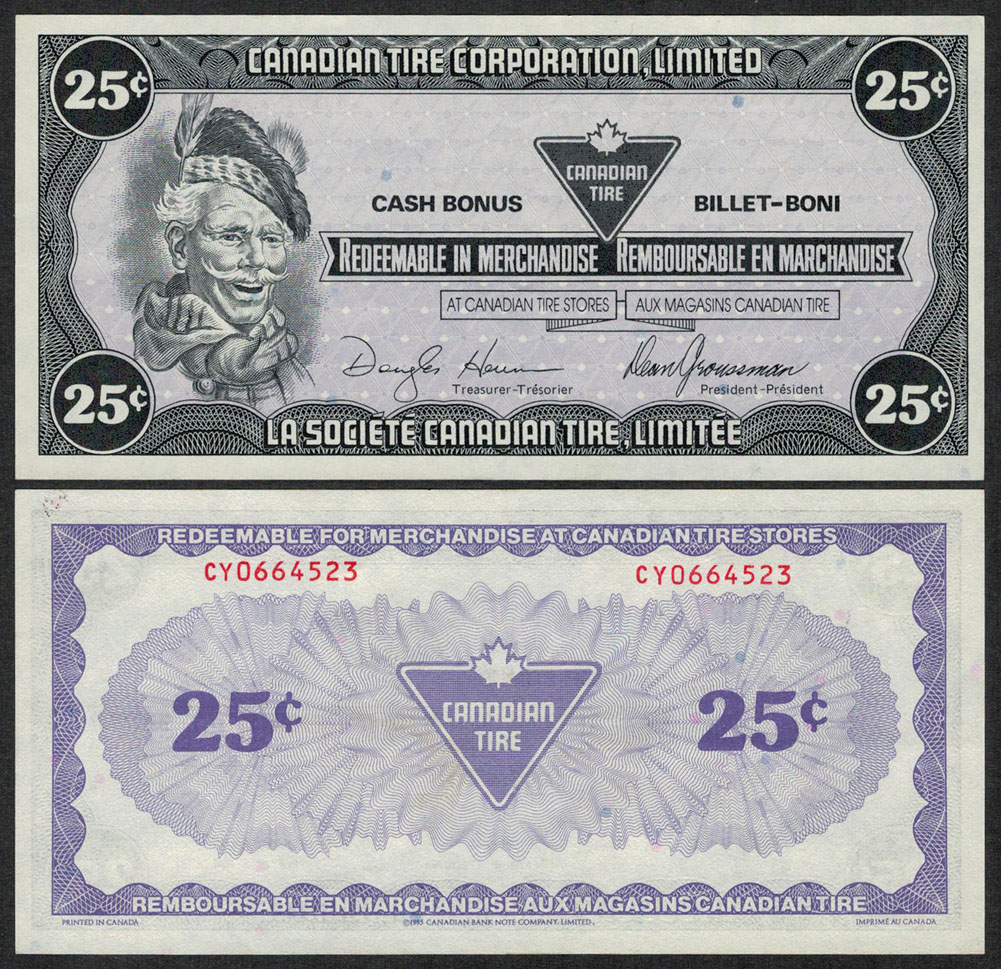 CANADIAN TIRE CORPORATION, LIMITED
25¢ 25¢
CANADIAN
TIRE
CASH BONUS BILLET-BONI
REDEEMABLE IN MERCHANDISE REMBOURSABLE EN MARCHANDISE
AT CANADIAN TIRE STORES AUX MAGASINS CANADIAN TIRE
Dean Groussman
Treasurer-Trésorier President-Président
25¢ 25¢
LA SOCIÉTÉ CANADIAN TIRE, LIMITÉE
REDEEMABLE FOR MERCHANDISE AT CANADIAN TIRE STORES
CY0664523 CY0664523
25¢ 25¢
CANADIAN
TIRE
REMBOURSABLE EN MARCHANDISE AUX MAGASINS CANADIAN TIRE
PRINTED IN CANADA ©1985 CANADIAN BANK NOTE COMPANY, LIMITED. IMPRIMÉ AU CANADA